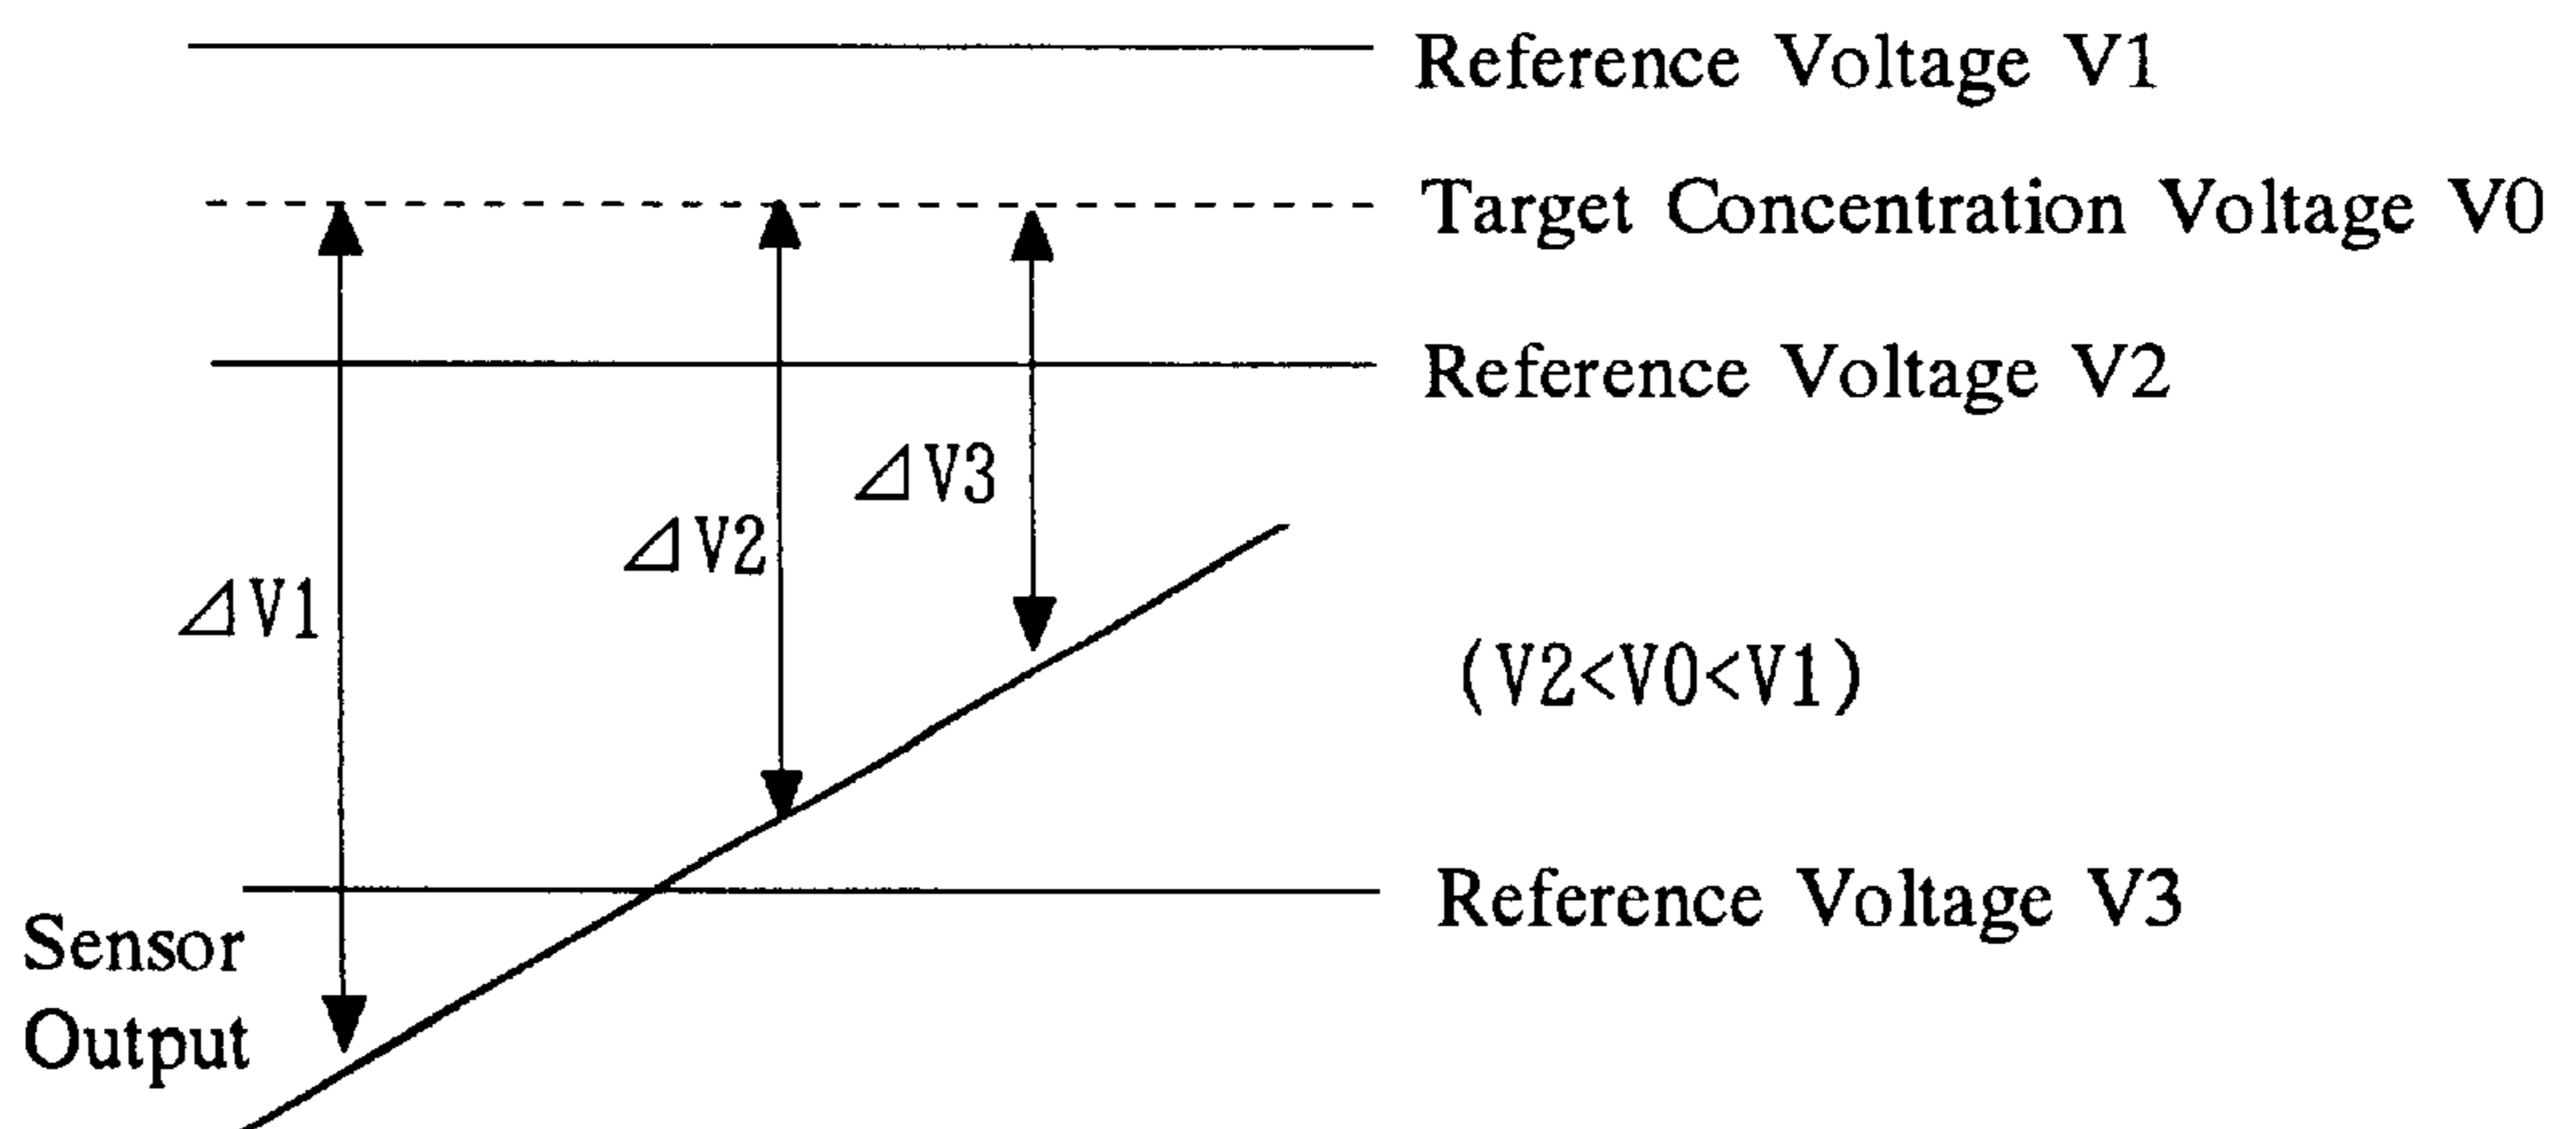 Reference Voltage V1
Target Concentration Voltage V0
Reference Voltage V2
⊿V3
⊿V2
⊿V1
(V2<V0<V1)
Reference Voltage V3
Sensor
Output